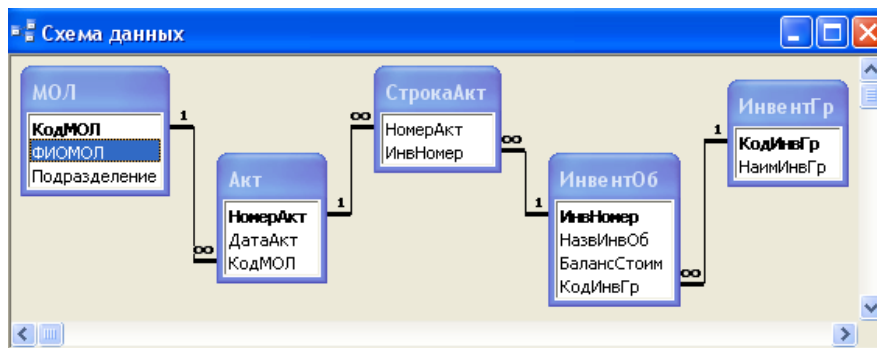 Схема данных
МОЛ
КодМОЛ
ФИОМОЛ
Подразделение
1
∞
Акт
НомерАкт
ДатаАкт
КодМОЛ
1
∞
СтрокаАкт
НомерАкт
ИнвНомер
∞
1
ИнвентОб
ИнвНомер
НазвИнвОб
БалансСтоим
КодИнвГр
∞
1
ИнвентГр
КодИнвГр
НаимИнвГр